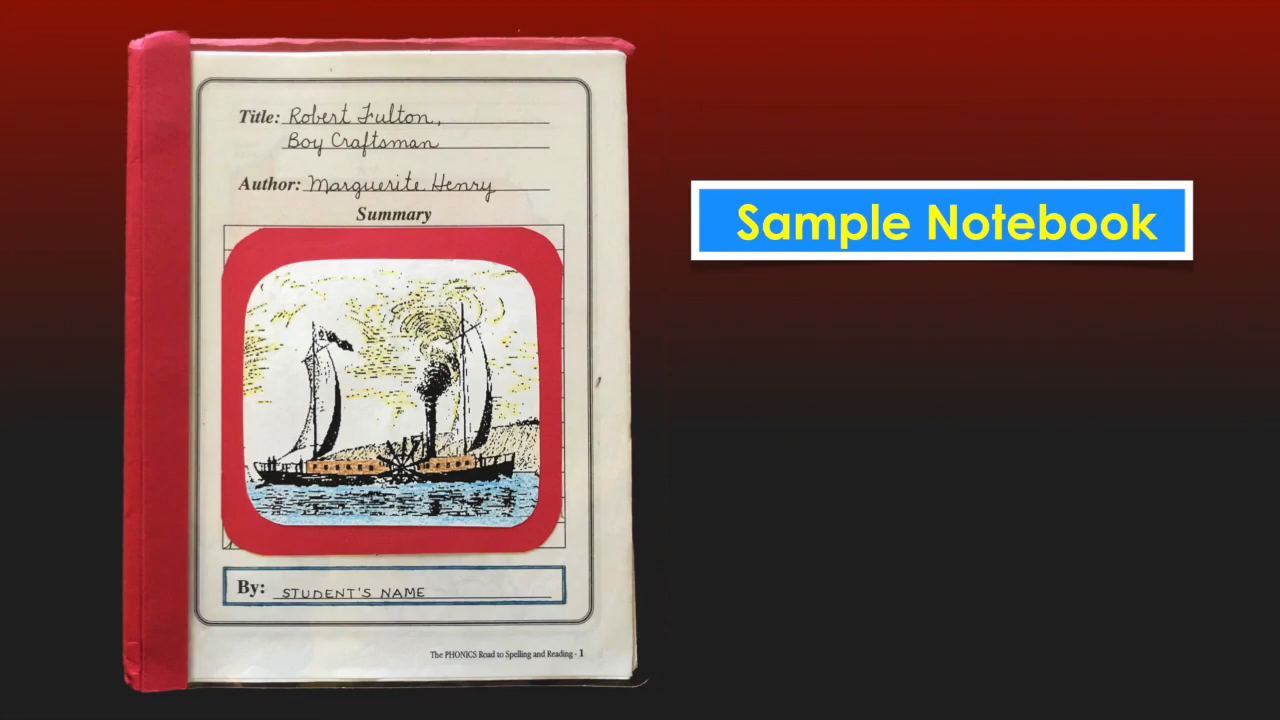 Title: Robert Fulton,
Boy Craftsman
Author: Marguerite Henry
Summary
By: STUDENT'S NAME
The PHONICS Road to Spelling and Reading - 1
Sample Notebook